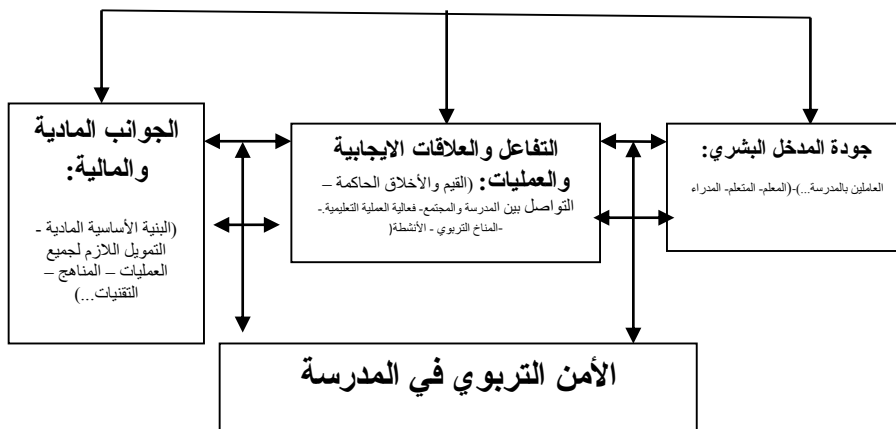 جودة المدخل البشري:
العاملين بالمدرسة...)-(المعلم- المتعلم- المدراء
التفاعل والعلاقات الايجابية
والعمليات: (القيم والأخلاق الحاكمة –
التواصل بين المدرسة والمجتمع- فعالية العملية التعليمية.-
-المناخ التربوي - الأنشطة(
الجوانب المادية
والمالية:
(البنية الأساسية المادية -
التمويل اللازم لجميع
العمليات – المناهج –
التقنيات...)
الأمن التربوي في المدرسة